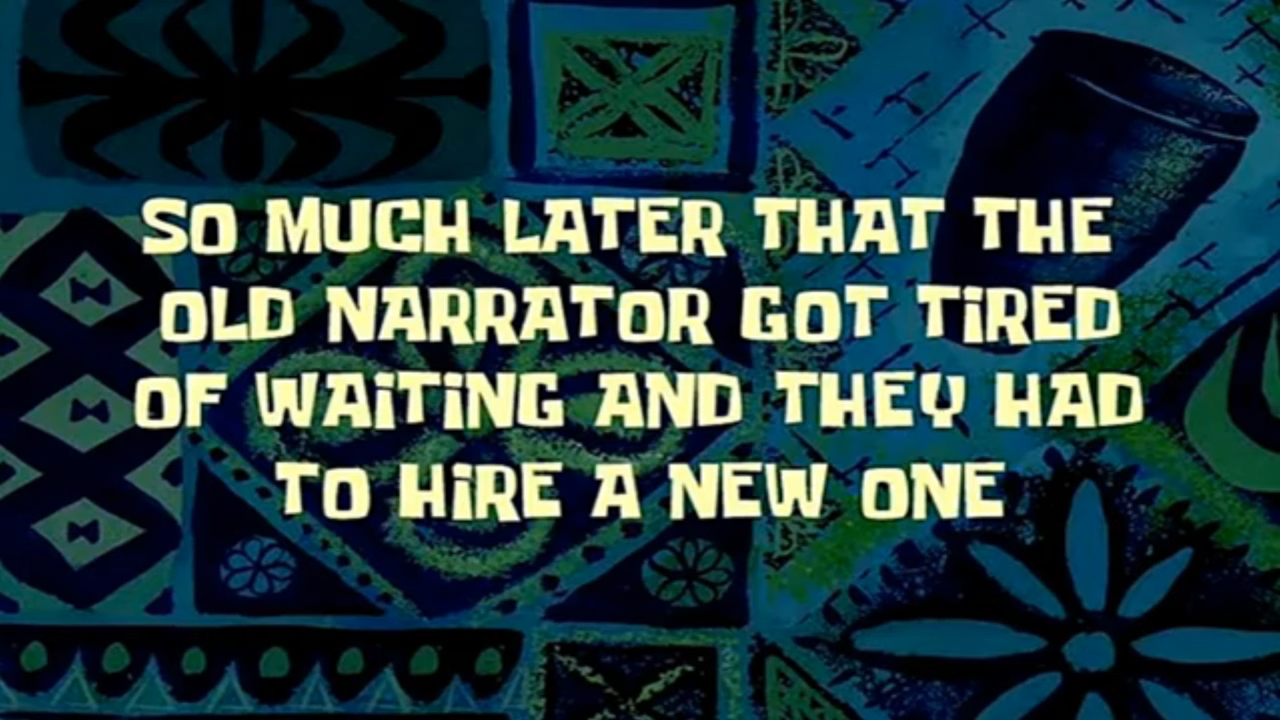 SO MUCH LATER THAT THE
OLD NARRATOR GOT TiRED
OF WAiTiNG AND THEY HAD
TO HiRE A NEW ONE